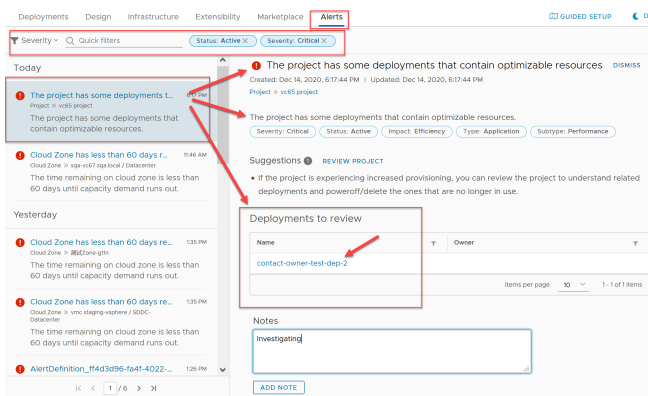 Deployments Design Infrastructure Extensibility Marketplace Alerts GUIDED SETUP
Severity Quick filters Status: Active X Severity: Critical X
Today
The project has some deployments t... 6:17 PM
Project » vc65 project
The project has some deployments that
contain optimizable resources.
Cloud Zone has less than 60 days r... 11:46 AM
Cloud Zone » sqa-vc67.sqa.local / Datacenter
The time remaining on cloud zone is less than
60 days until capacity demand runs out.
Yesterday
Cloud Zone has less than 60 days re... 1:35 PM
Cloud Zone » 测试Zone-gfth
The time remaining on cloud zone is less than
60 days until capacity demand runs out.
Cloud Zone has less than 60 days re... 1:35 PM
Cloud Zone » vmc staging-vsphere / SDDC-
Datacenter
The time remaining on cloud zone is less than
60 days until capacity demand runs out.
AlertDefinition_ff4d3d96-fa4f-4022-... 1:26 PM
1 / 6
The project has some deployments that contain optimizable resources DISMISS
Created: Dec 14, 2020, 6:17:44 PM | Updated: Dec 14, 2020, 6:17:44 PM
Project » vc65 project
The project has some deployments that contain optimizable resources.
Severity: Critical Status: Active Impact: Efficiency Type: Application Subtype: Performance
Suggestions REVIEW PROJECT
• If the project is experiencing increased provisioning, you can review the project to understand related
deployments and poweroff/delete the ones that are no longer in use.
Deployments to review
Name Owner
contact-owner-test-dep-2
Items per page 10 1 - 1 of 1 items
Notes
Investigating
ADD NOTE